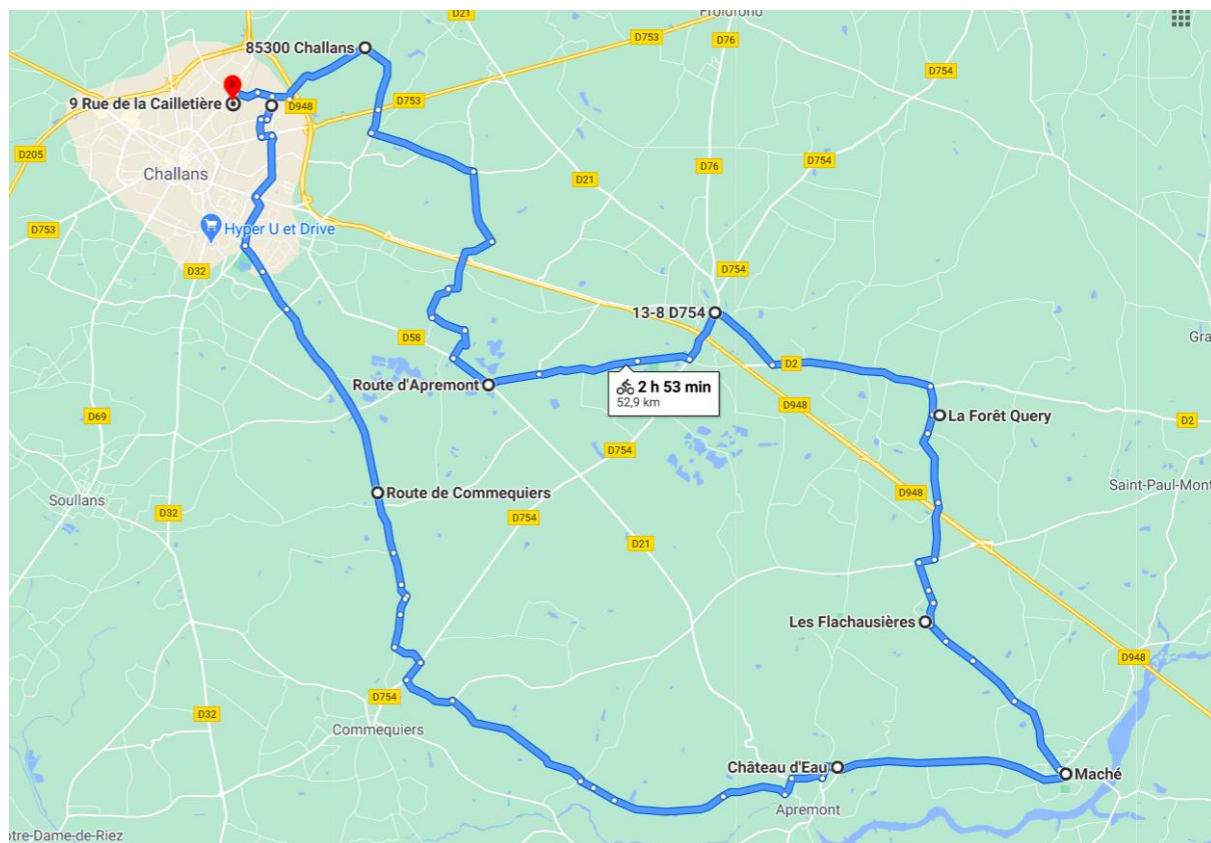 Froidfond
D21
D76
D753
D754
85300 Challans
9 Rue de la Cailletière
D948
D753
D205
Challans
D76
D754
D21
D753
Hyper U et Drive
D32
D754
13-8 D754
D58
Gra
Route d'Apremont
2 h 53 min
52,9 km
D2
D948
D69
La Forêt Query
D2
D754
Soullans
Route de Commequiers
D948
Saint-Paul-Mont
D32
D754
D21
Les Flachausières
D948
D754
D32
Commequiers
Château d'Eau
Maché
Apremont
otre-Dame-de-Riez